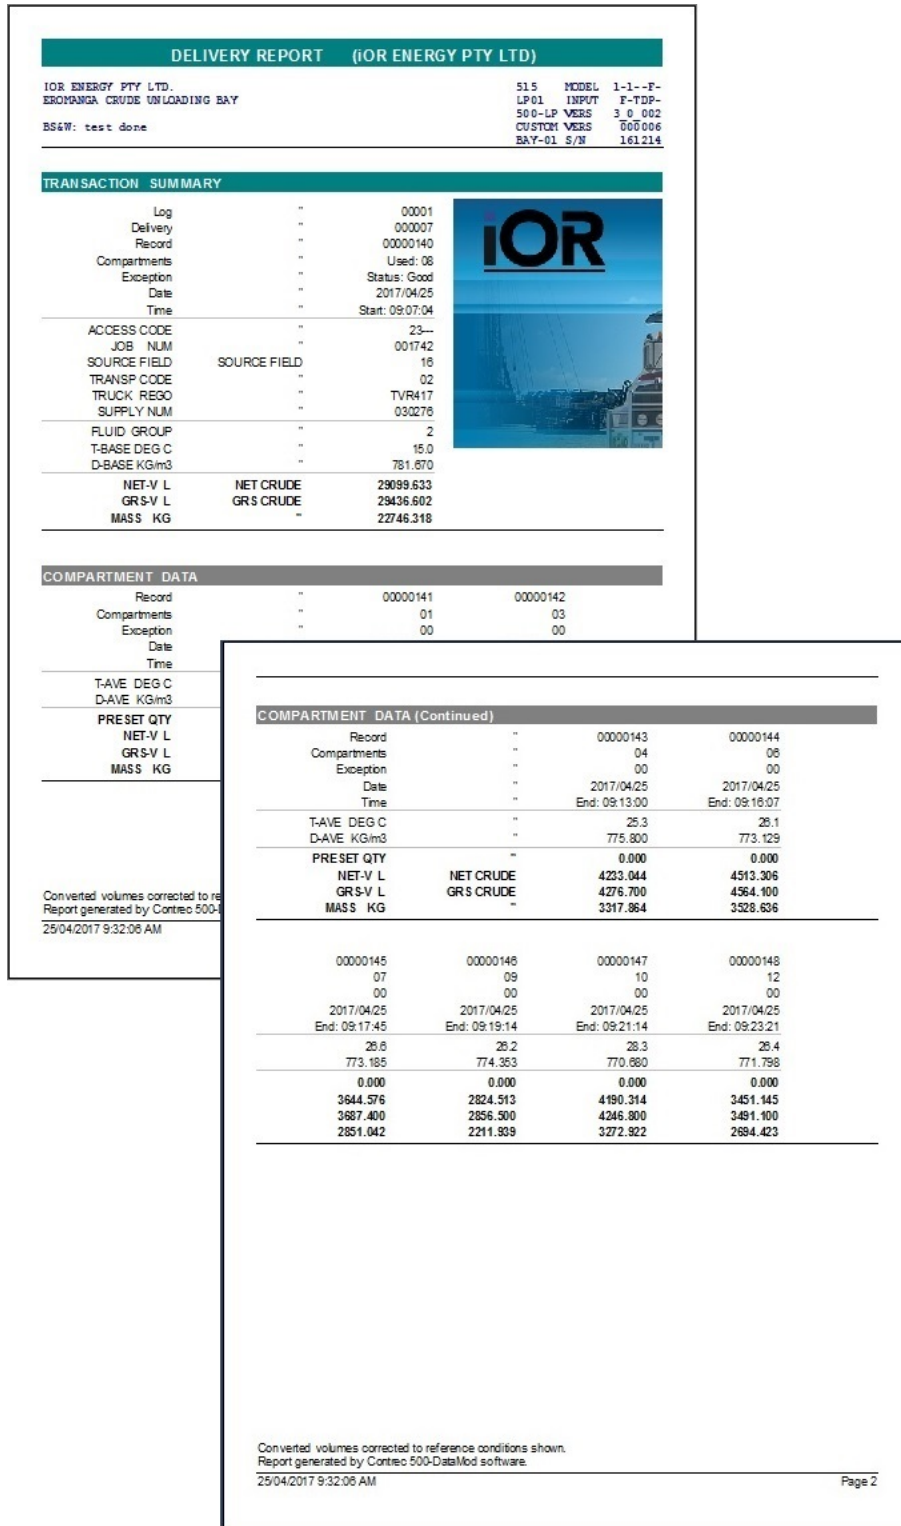 DELIVERY REPORT (iOR ENERGY PTY LTD)
IOR ENERGY PTY LTD. 515 MODEL 1-1--F-
EROMANGA CRUDE UNLOADING BAY LP01 INPUT F-TDP-
500-LP VERS 3_0_002
BS&W: test done CUSTOM VERS 000006
BAY-01 S/N 161214
TRANSACTION SUMMARY
iOR
Log " 00001
Delivery " 000007
Record " 00000140
Compartments " Used: 08
Exception " Status: Good
Date " 2017/04/25
Time " Start: 09:07:04
ACCESS CODE " 23---
JOB NUM " 001742
SOURCE FIELD SOURCE FIELD 16
TRANSP CODE " 02
TRUCK REGO " TVR417
SUPPLY NUM " 030276
FLUID GROUP " 2
T-BASE DEG C " 15.0
D-BASE KG/m3 " 781.670
NET-V L NET CRUDE 29099.633
GRS-V L GRS CRUDE 29436.602
MASS KG " 22746.318
COMPARTMENT DATA
Record " 00000141 00000142
Compartments " 01 03
Exception " 00 00
Date
Time
T-AVE DEG C
D-AVE KG/m3
PRESET QTY
NET-V L
GRS-V L
MASS KG
Converted volumes corrected to re
Report generated by Contrec 500-
25/04/2017 9:32:06 AM
COMPARTMENT DATA (Continued)
Record " 00000143 00000144
Compartments " 04 06
Exception " 00 00
Date " 2017/04/25 2017/04/25
Time " End: 09:13:00 End: 09:16:07
T-AVE DEG C " 25.3 26.1
D-AVE KG/m3 " 775.800 773.129
PRESET QTY " 0.000 0.000
NET-V L NET CRUDE 4233.044 4513.306
GRS-V L GRS CRUDE 4276.700 4564.100
MASS KG " 3317.864 3528.636
00000145 00000146 00000147 00000148
07 09 10 12
00 00 00 00
2017/04/25 2017/04/25 2017/04/25 2017/04/25
End: 09:17:45 End: 09:19:14 End: 09:21:14 End: 09:23:21
26.6 26.2 28.3 26.4
773.185 774.353 770.680 771.798
0.000 0.000 0.000 0.000
3644.576 2824.513 4190.314 3451.145
3687.400 2856.500 4246.800 3491.100
2851.042 2211.939 3272.922 2694.423
Converted volumes corrected to reference conditions shown.
Report generated by Contrec 500-DataMod software.
25/04/2017 9:32:06 AM Page 2